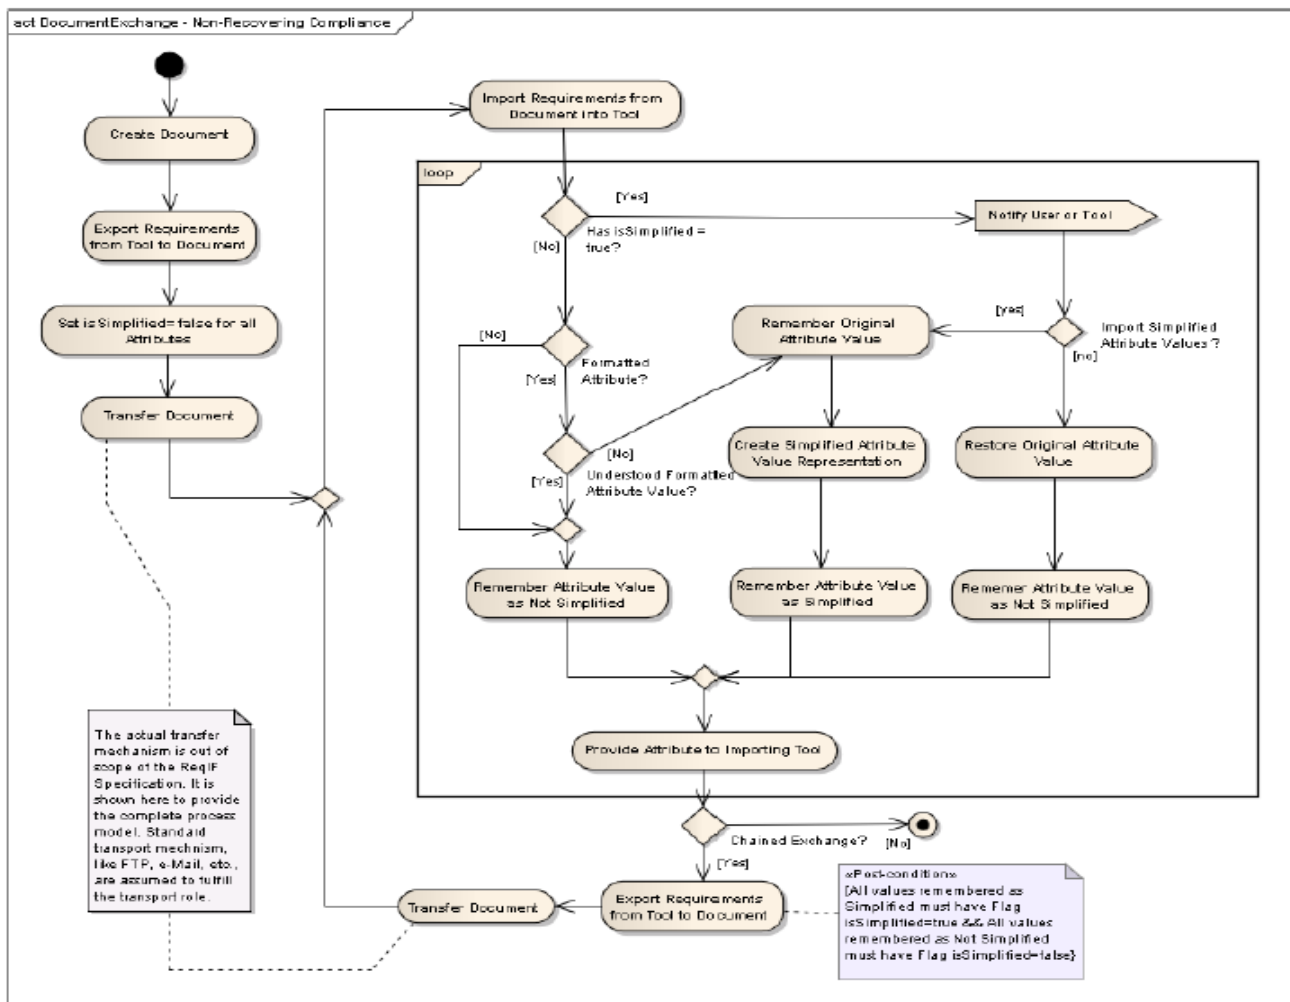 act DocumentExchange - Non-Recovering Compliance
Create Document
Export Requirements
from Tool to Document
Set isSimplified=false for all
Attributes
Transfer Document
Import Requirements from
Document into Tool
loop
[Yes]
Has isSimplified =
true?
[No]
Notify User or Tool
[yes]
Import Simplified
Attribute Values?
[no]
Remember Original
Attribute Value
[No]
Formatted
Attribute?
[Yes]
[No]
Understood Formatted
Attribute Value?
[Yes]
Create Simplified Attribute
Value Representation
Restore Original Attribute
Value
Remember Attribute Value
as Not Simplified
Remember Attribute Value
as Simplified
Rememer Attribute Value
as Not Simplified
Provide Attribute to Importing Tool
Chained Exchange?
[No]
[Yes]
Export Requirements
from Tool to Document
Transfer Document
The actual transfer
mechanism is out of
scope of the ReqIF
Specification. It is
shown here to provide
the complete process
model. Standard
transport mechnism,
like FTP, e-Mail, etc.,
are assumed to fulfill
the transport role.
«Post-condition»
{All values remembered as
Simplified must have Flag
isSimplified=true && All values
remembered as Not Simplified
must have Flag isSimplified=false}